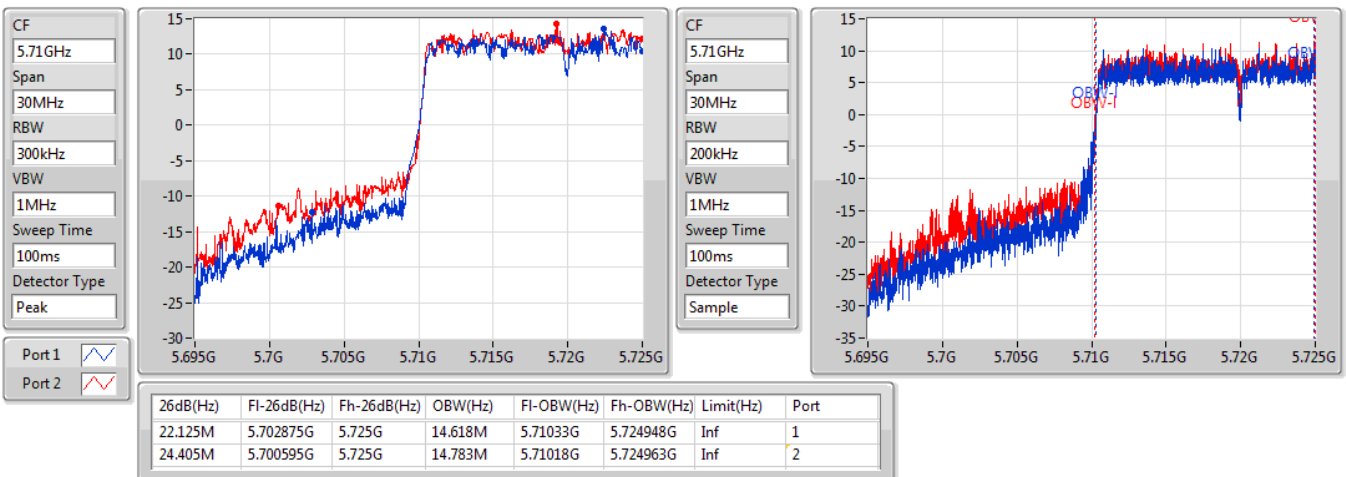 CF
5.71GHz
Span
30MHz
RBW
300kHz
VBW
1MHz
Sweep Time
100ms
Detector Type
Peak
Port 1
Port 2
15
10
5
0
-5
-10
-15
-20
-25
-30
5.695G 5.7G 5.705G 5.71G 5.715G 5.72G 5.725G
CF
5.71GHz
Span
30MHz
RBW
200kHz
VBW
1MHz
Sweep Time
100ms
Detector Type
Sample
15
10
5
0
-5
-10
-15
-20
-25
-30
-35
OBW-l
OBW-l
5.695G 5.7G 5.705G 5.71G 5.715G 5.72G 5.725G
26dB(Hz) Fl-26dB(Hz) Fh-26dB(Hz) OBW(Hz) Fl-OBW(Hz) Fh-OBW(Hz) Limit(Hz) Port
22.125M 5.702875G 5.725G 14.618M 5.71033G 5.724948G Inf 1
24.405M 5.700595G 5.725G 14.783M 5.71018G 5.724963G Inf 2